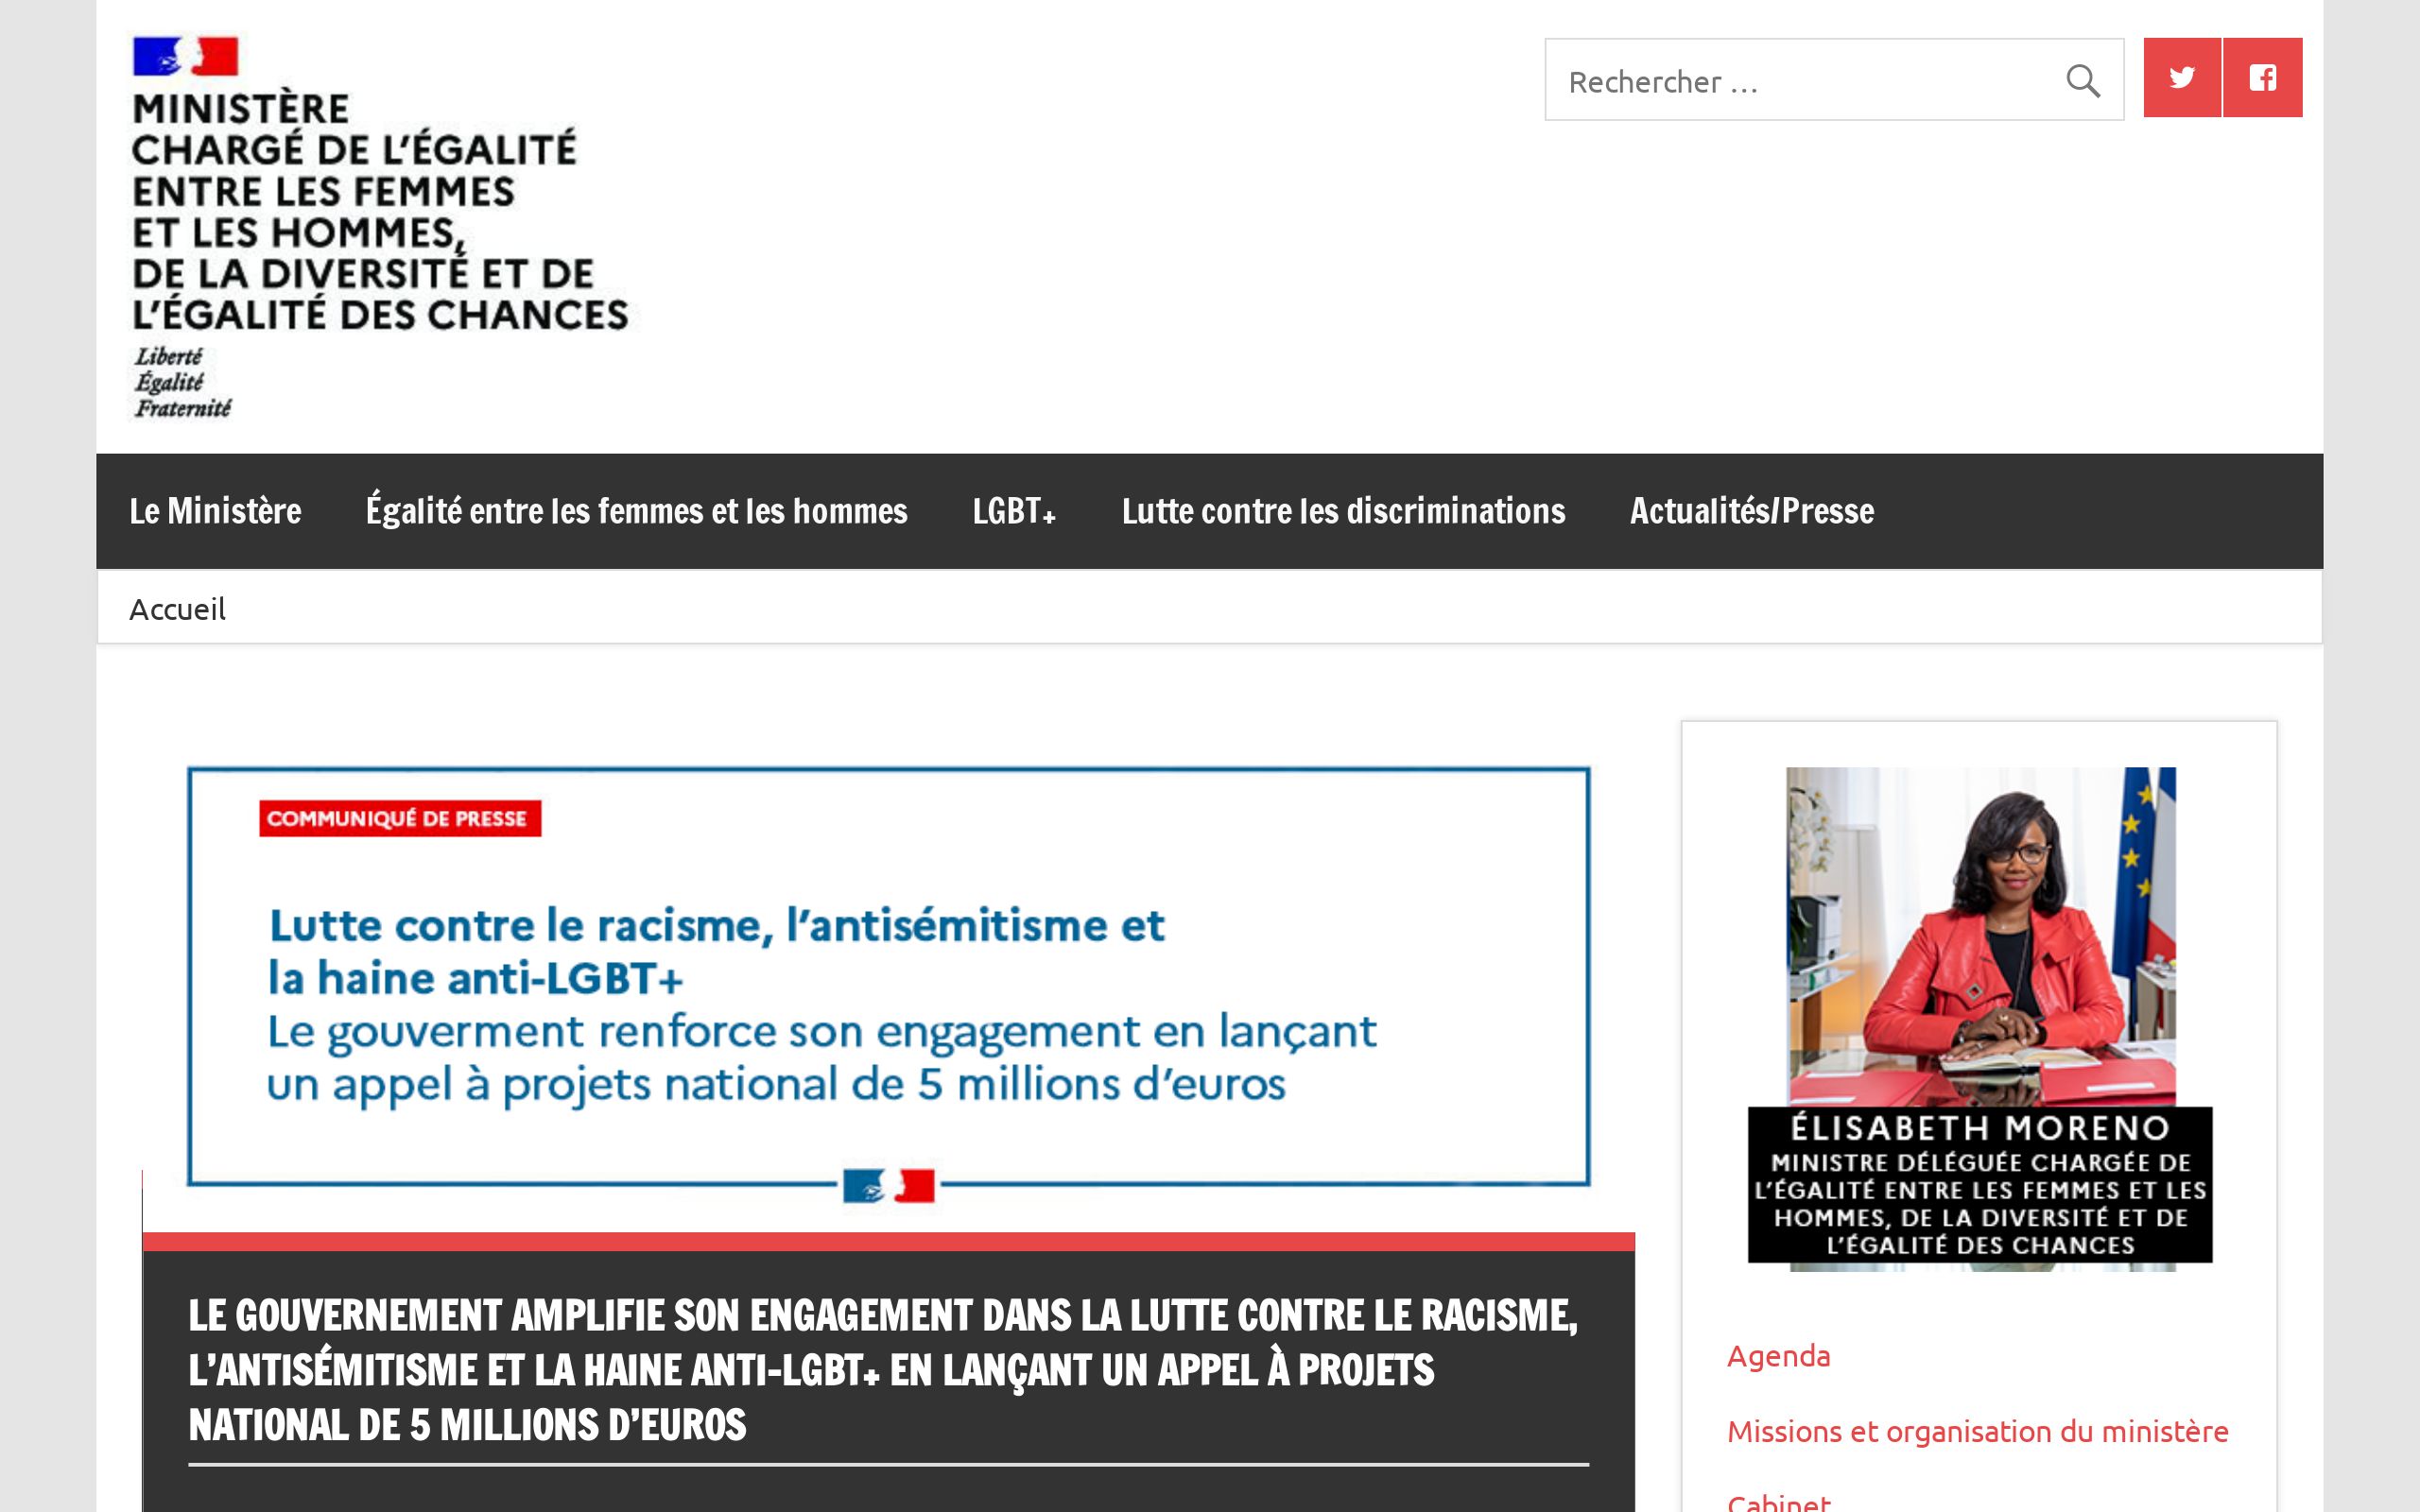 MINISTÈRE
CHARGÉ DE L'ÉGALITÉ
ENTRE LES FEMMES
ET LES HOMMES,
DE LA DIVERSITÉ ET DE
L'ÉGALITÉ DES CHANCES
Liberté
Égalité
Fraternité
Rechercher …
Le Ministère Égalité entre les femmes et les hommes LGBT+ Lutte contre les discriminations Actualités/Presse
Accueil
COMMUNIQUÉ DE PRESSE
Lutte contre le racisme, l'antisémitisme et
la haine anti-LGBT+
Le gouverment renforce son engagement en lançant
un appel à projets national de 5 millions d'euros
LE GOUVERNEMENT AMPLIFIE SON ENGAGEMENT DANS LA LUTTE CONTRE LE RACISME,
L'ANTISÉMITISME ET LA HAINE ANTI-LGBT+ EN LANÇANT UN APPEL À PROJETS
NATIONAL DE 5 MILLIONS D'EUROS
ÉLISABETH MORENO
MINISTRE DÉLÉGUÉE CHARGÉE DE
L'ÉGALITÉ ENTRE LES FEMMES ET LES
HOMMES, DE LA DIVERSITÉ ET DE
L'ÉGALITÉ DES CHANCES
Agenda
Missions et organisation du ministère
Cabinet